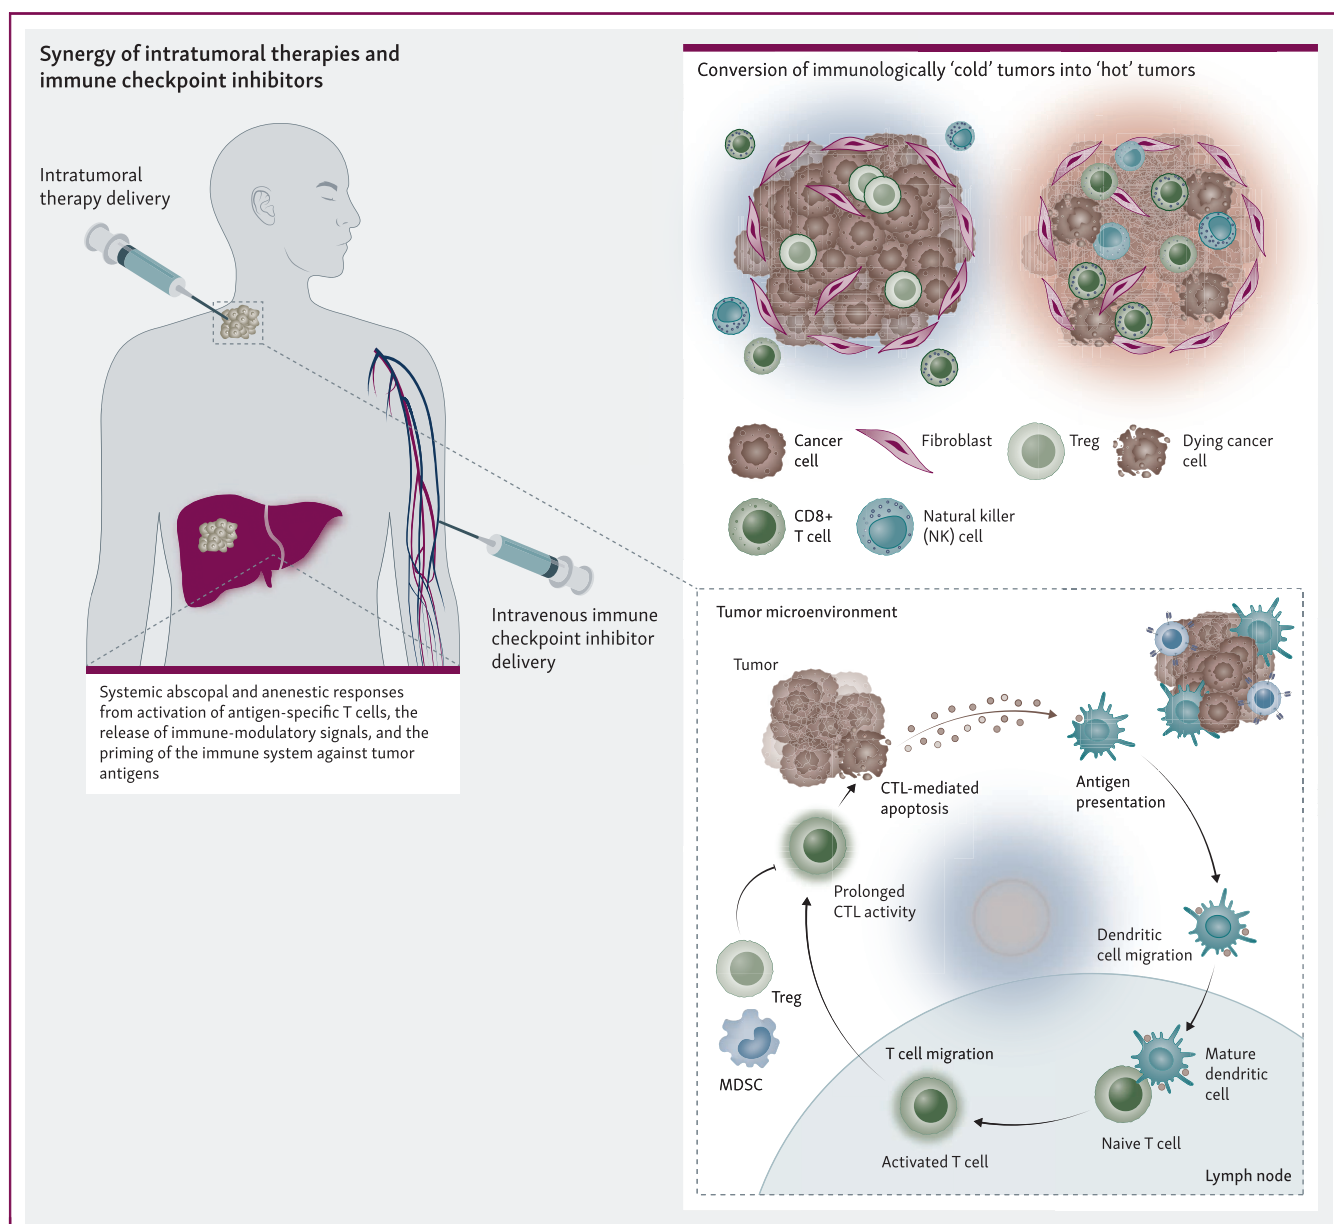 Synergy of intratumoral therapies and
immune checkpoint inhibitors
Intratumoral
therapy delivery
Intravenous immune
checkpoint inhibitor
delivery
Systemic abscopal and anenestic responses
from activation of antigen-specific T cells, the
release of immune-modulatory signals, and the
priming of the immune system against tumor
antigens
Conversion of immunologically ‘cold’ tumors into ‘hot’ tumors
Cancer
cell
Fibroblast
Treg
Dying cancer
cell
CD8+
T cell
Natural killer
(NK) cell
Tumor microenvironment
Tumor
CTL-mediated
apoptosis
Antigen
presentation
Prolonged
CTL activity
Dendritic
cell migration
Treg
MDSC
T cell migration
Mature
dendritic
cell
Naive T cell
Activated T cell
Lymph node